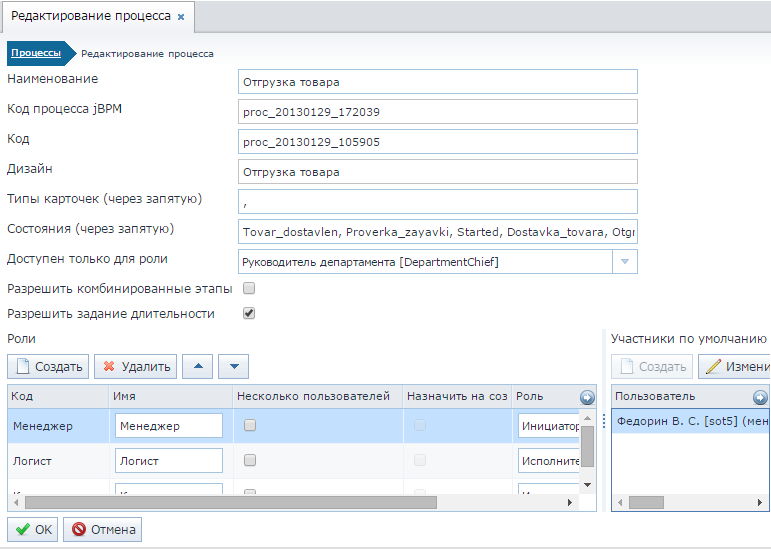 Редактирование процесса ×
Процессы Редактирование процесса
Наименование Отгрузка товара
Код процесса jBPM proc_20130129_172039
Код proc_20130129_105905
Дизайн Отгрузка товара
Типы карточек (через запятую) ,
Состояния (через запятую) Tovar_dostavlen, Proverka_zayavki, Started, Dostavka_tovara, Otgr
Доступен только для роли Руководитель департамента [DepartmentChief]
Разрешить комбинированные этапы
Разрешить задание длительности
Роли Участники по умолчанию
Создать Удалить Создать Измени
Код Имя Несколько пользователей Назначить на соз Роль Пользователь
Менеджер Менеджер Инициатор Федорин В. С. [sot5] (мен
Логист Логист Исполните
OK Отмена